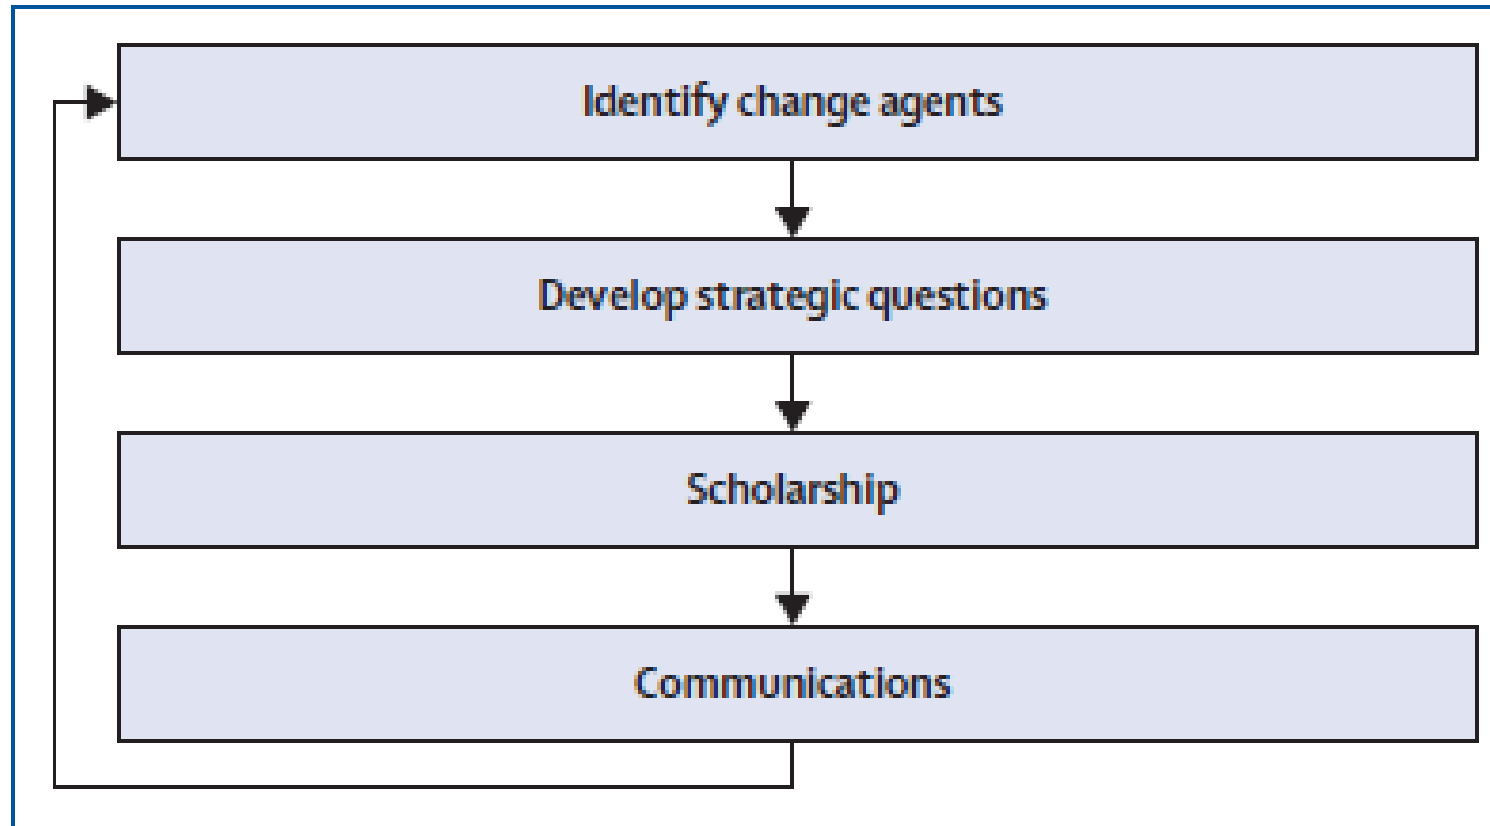 Identify change agents
Develop strategic questions
Scholarship
Communications